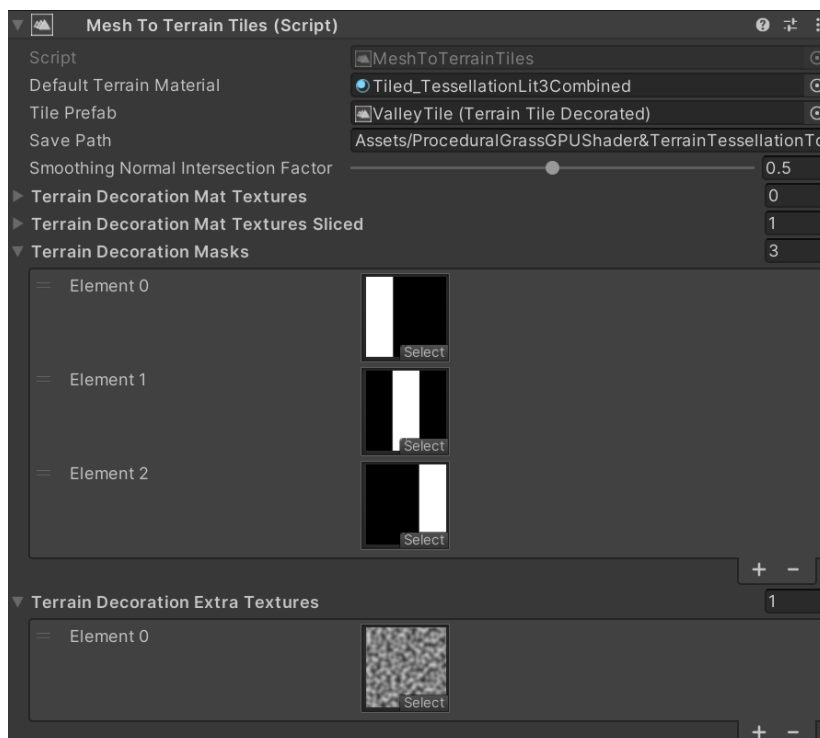 Mesh To Terrain Tiles (Script)
Script MeshToTerrainTiles
Default Terrain Material Tiled_TessellationLit3Combined
Tile Prefab ValleyTile (Terrain Tile Decorated)
Save Path Assets/ProceduralGrassGPUShader&TerrainTessellationTo
Smoothing Normal Intersection Factor 0.5
Terrain Decoration Mat Textures 0
Terrain Decoration Mat Textures Sliced 1
Terrain Decoration Masks 3
Element 0
Select
Element 1
Select
Element 2
Select
Terrain Decoration Extra Textures 1
Element 0
Select